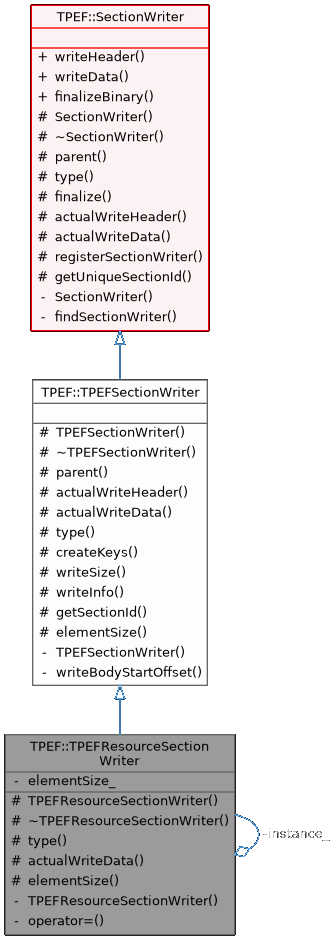 TPEF::SectionWriter
+ writeHeader()
+ writeData()
+ finalizeBinary()
# SectionWriter()
# ~SectionWriter()
# parent()
# type()
# finalize()
# actualWriteHeader()
# actualWriteData()
# registerSectionWriter()
# getUniqueSectionId()
- SectionWriter()
- findSectionWriter()
TPEF::TPEFSectionWriter
# TPEFSectionWriter()
# ~TPEFSectionWriter()
# parent()
# actualWriteHeader()
# actualWriteData()
# type()
# createKeys()
# writeSize()
# writeInfo()
# getSectionId()
# elementSize()
- TPEFSectionWriter()
- writeBodyStartOffset()
TPEF::TPEFResourceSection
Writer
- elementSize_
# TPEFResourceSectionWriter()
# ~TPEFResourceSectionWriter()
# type()
# actualWriteData()
# elementSize()
- TPEFResourceSectionWriter()
- operator=()
-instance_